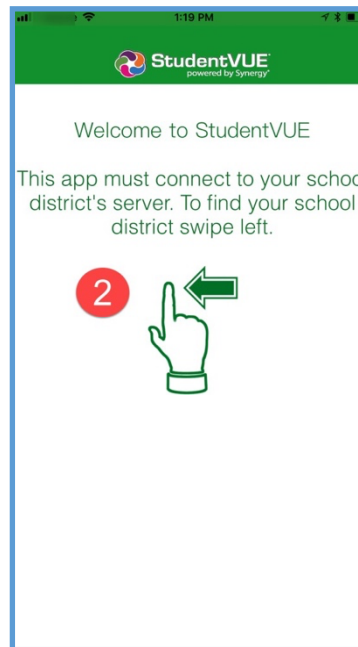 1:19 PM
StudentVUE
powered by Synergy
Welcome to StudentVUE
This app must connect to your schoo
district's server. To find your school
district swipe left.
2